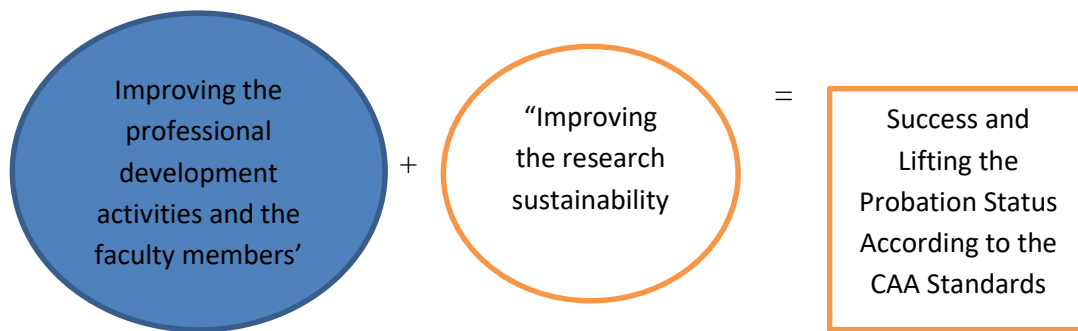 Improving the
professional
development
activities and the
faculty members’
+
“Improving
the research
sustainability
=
Success and
Lifting the
Probation Status
According to the
CAA Standards